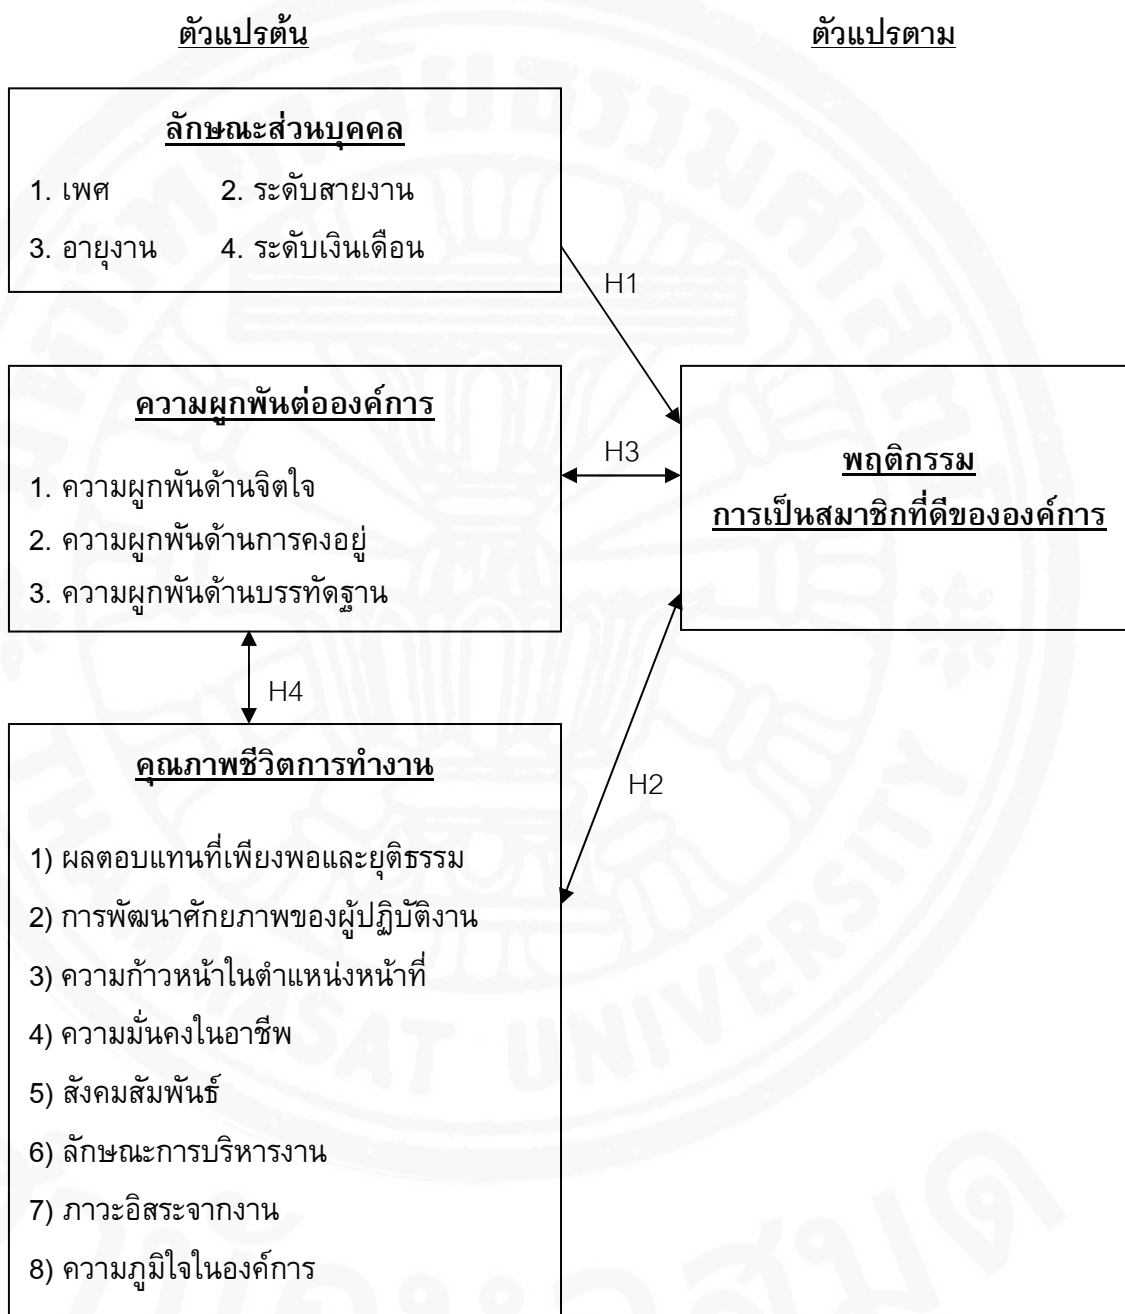 ตัวแปรต้น
ตัวแปรตาม
ลักษณะส่วนบุคคล
1. เพศ 2. ระดับสายงาน
3. อายุงาน 4. ระดับเงินเดือน
H1
ความผูกพันต่อองค์การ
1. ความผูกพันด้านจิตใจ
2. ความผูกพันด้านการคงอยู่
3. ความผูกพันด้านบรรทัดฐาน
H3
พฤติกรรม
การเป็นสมาชิกที่ดีขององค์การ
H4
H2
คุณภาพชีวิตการทำงาน
1) ผลตอบแทนที่เพียงพอและยุติธรรม
2) การพัฒนาศักยภาพของผู้ปฏิบัติงาน
3) ความก้าวหน้าในตำแหน่งหน้าที่
4) ความมั่นคงในอาชีพ
5) สังคมสัมพันธ์
6) ลักษณะการบริหารงาน
7) ภาวะอิสระจากงาน
8) ความภูมิใจในองค์การ
THAMMASAT UNIVERSITY